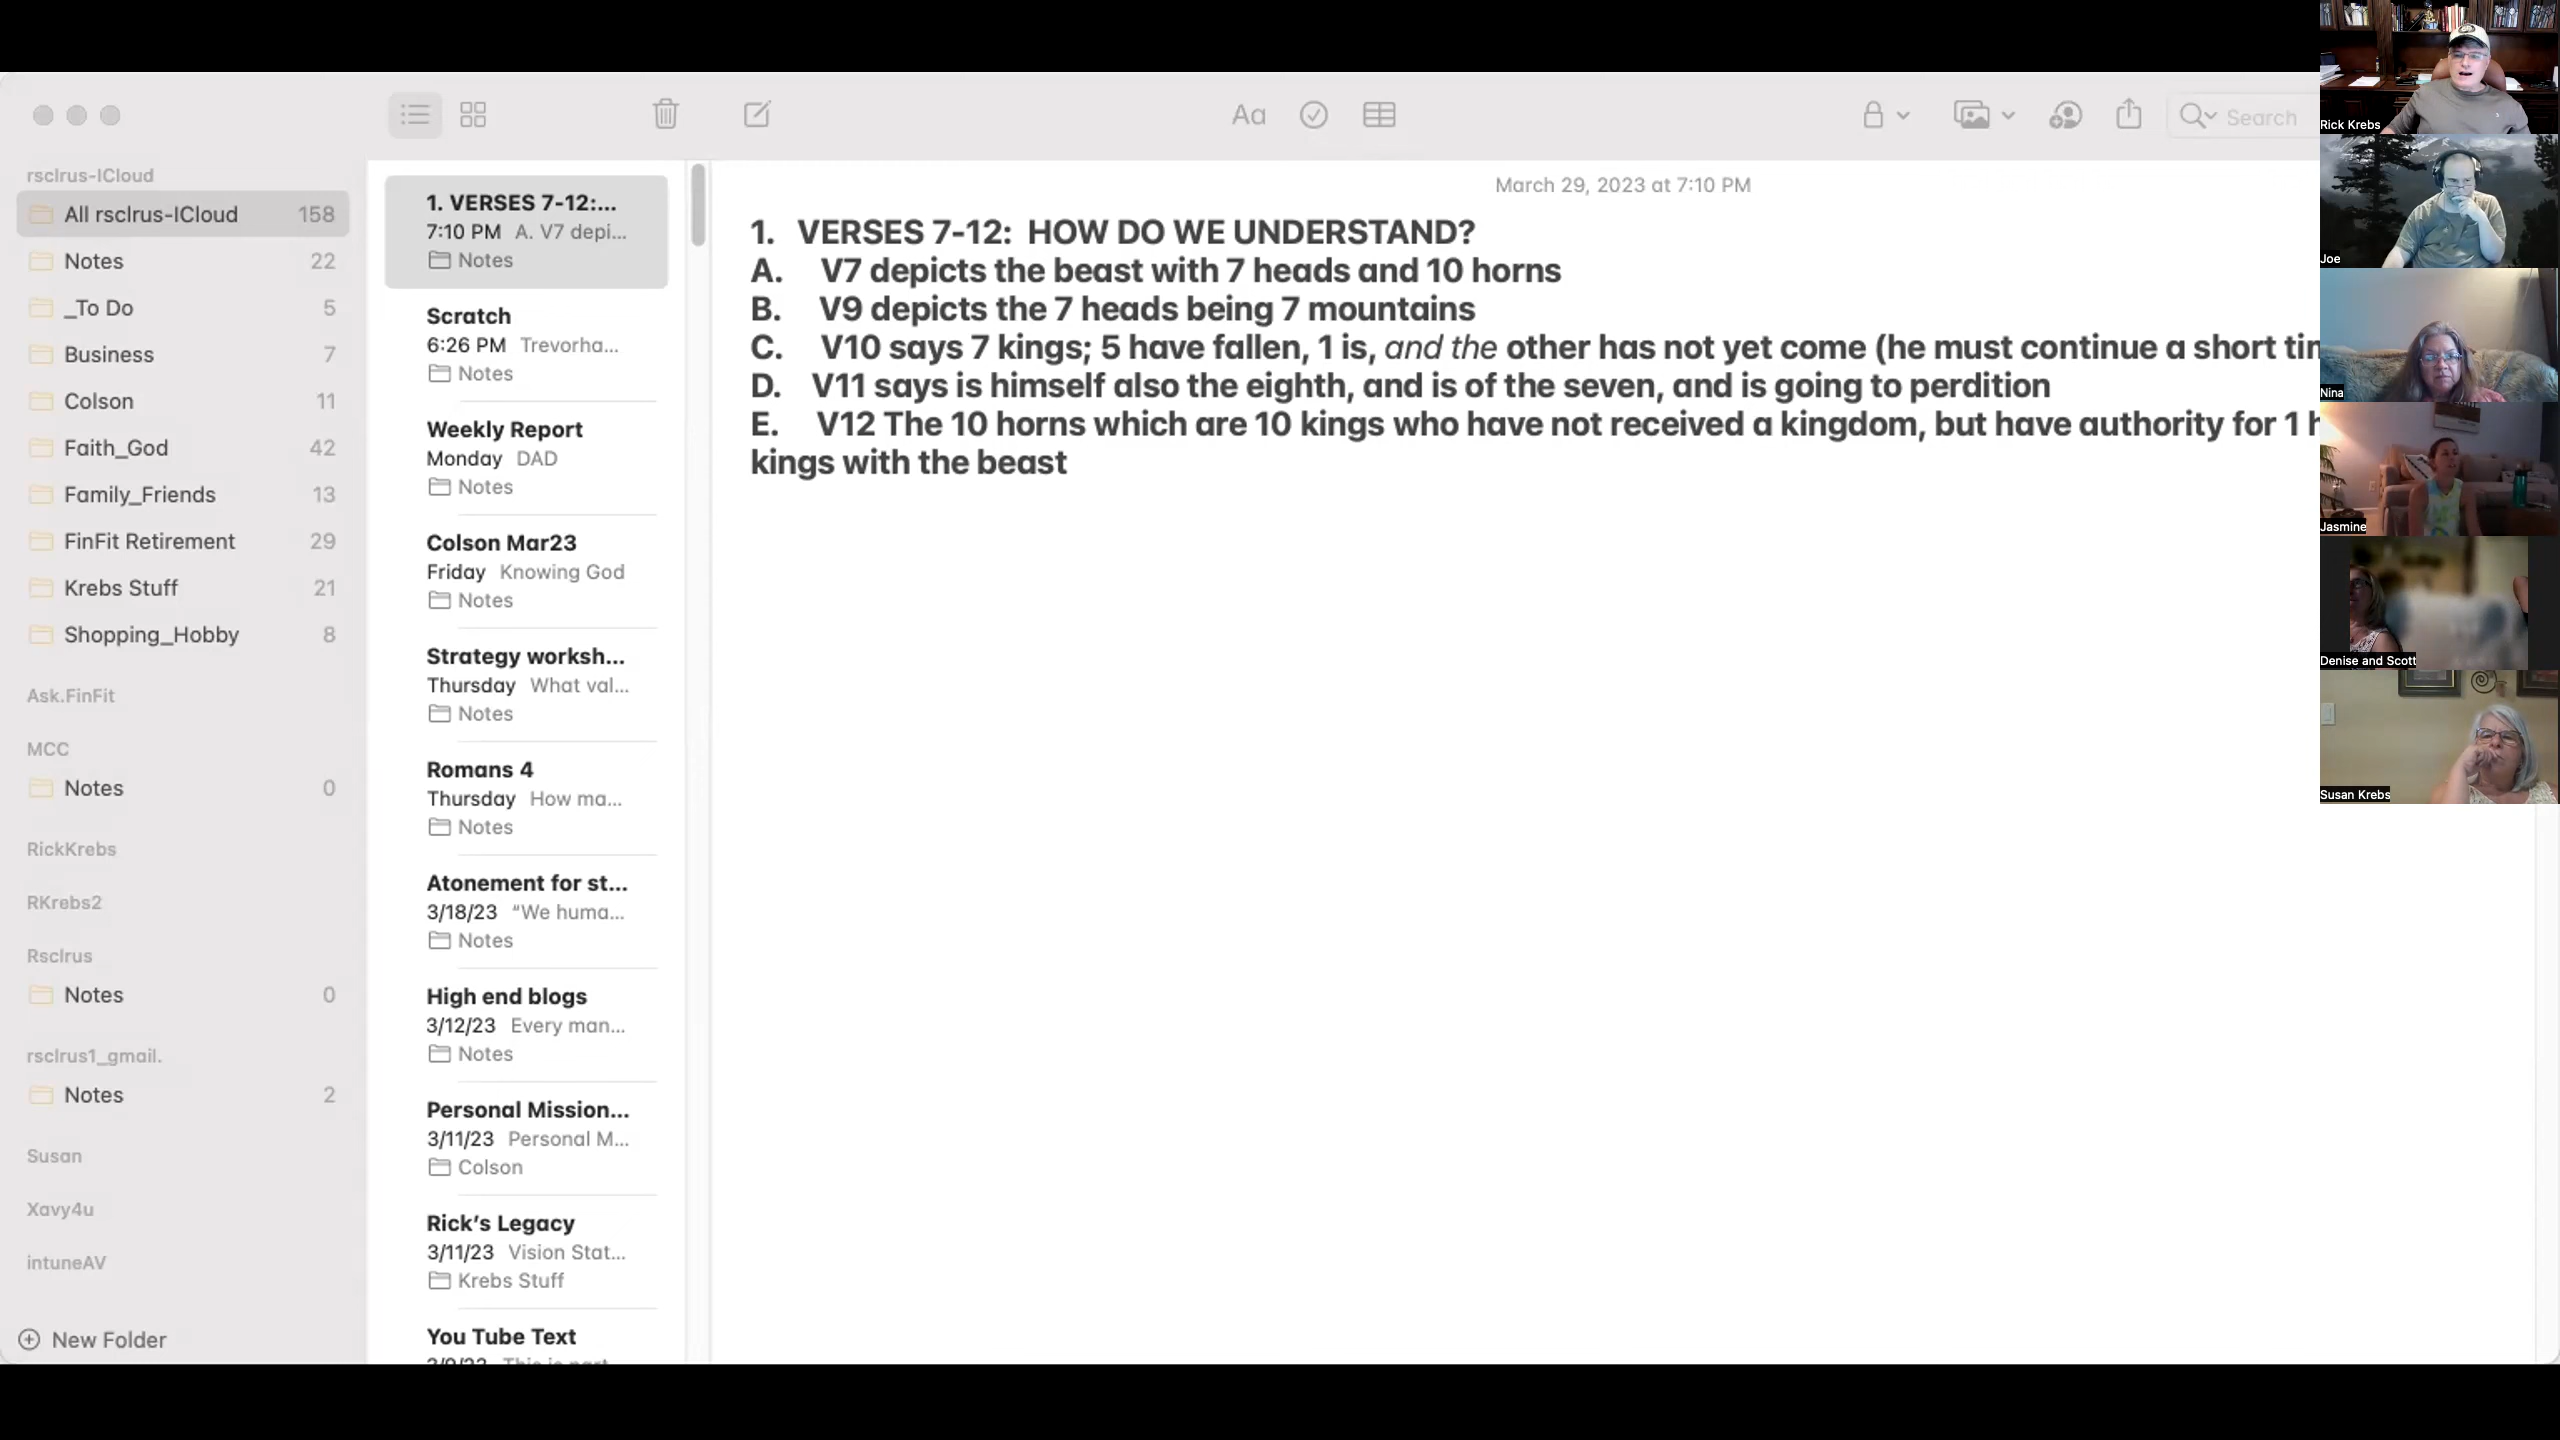 Search
rsclrus-ICloud
All rsclrus-ICloud 158
Notes 22
_To Do 5
Business 7
Colson 11
Faith_God 42
Family_Friends 13
FinFit Retirement 29
Krebs Stuff 21
Shopping_Hobby 8
Ask.FinFit
MCC
Notes 0
RickKrebs
RKrebs2
Rsclrus
Notes 0
rsclrus1_gmail.
Notes 2
Susan
Xavy4u
intuneAV
New Folder
1. VERSES 7-12:...
7:10 PM A. V7 depi...
Notes
Scratch
6:26 PM Trevorha...
Notes
Weekly Report
Monday DAD
Notes
Colson Mar23
Friday Knowing God
Notes
Strategy worksh...
Thursday What val...
Notes
Romans 4
Thursday How ma...
Notes
Atonement for st...
3/18/23 “We huma...
Notes
High end blogs
3/12/23 Every man...
Notes
Personal Mission...
3/11/23 Personal M...
Colson
Rick’s Legacy
3/11/23 Vision Stat...
Krebs Stuff
You Tube Text
Aa
March 29, 2023 at 7:10 PM
1. VERSES 7-12: HOW DO WE UNDERSTAND?
A. V7 depicts the beast with 7 heads and 10 horns
B. V9 depicts the 7 heads being 7 mountains
C. V10 says 7 kings; 5 have fallen, 1 is, and the other has not yet come (he must continue a short
D. V11 says is himself also the eighth, and is of the seven, and is going to perdition
E. V12 The 10 horns which are 10 kings who have not received a kingdom, but have authority for 1
kings with the beast
Rick Krebs
Joe
Nina
Jasmine
Denise and Scott
Susan Krebs